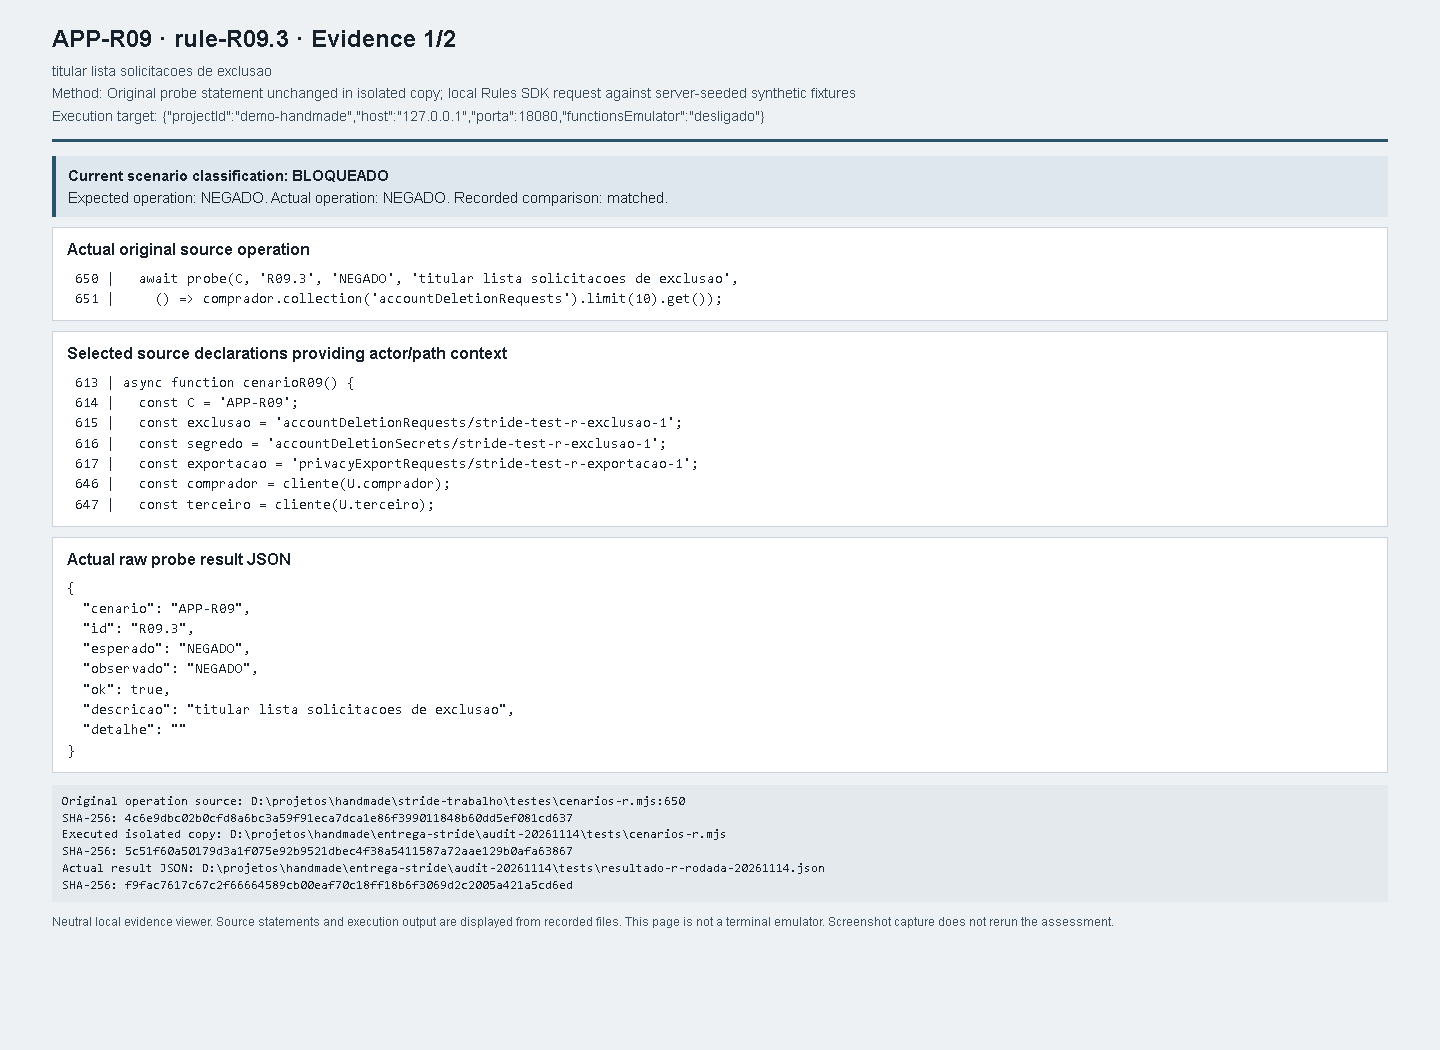 APP-R09 · rule-R09.3 · Evidence 1/2
titular lista solicitacoes de exclusao
Method: Original probe statement unchanged in isolated copy; local Rules SDK request against server-seeded synthetic fixtures
Execution target: {"projectId":"demo-handmade","host":"127.0.0.1","porta":18080,"functionsEmulator":"desligado"}
Current scenario classification: BLOQUEADO
Expected operation: NEGADO. Actual operation: NEGADO. Recorded comparison: matched.
Actual original source operation
650 |   await probe(C, 'R09.3', 'NEGADO', 'titular lista solicitacoes de exclusao',
651 |     () => comprador.collection('accountDeletionRequests').limit(10).get());
Selected source declarations providing actor/path context
613 | async function cenarioR09() {
614 |   const C = 'APP-R09';
615 |   const exclusao = 'accountDeletionRequests/stride-test-r-exclusao-1';
616 |   const segredo = 'accountDeletionSecrets/stride-test-r-exclusao-1';
617 |   const exportacao = 'privacyExportRequests/stride-test-r-exportacao-1';
646 |   const comprador = cliente(U.comprador);
647 |   const terceiro = cliente(U.terceiro);
Actual raw probe result JSON
{
  "cenario": "APP-R09",
  "id": "R09.3",
  "esperado": "NEGADO",
  "observado": "NEGADO",
  "ok": true,
  "descricao": "titular lista solicitacoes de exclusao",
  "detalhe": ""
}
Original operation source: D:\projetos\handmade\stride-trabalho\testes\cenarios-r.mjs:650
SHA-256: 4c6e9dbc02b0cfd8a6bc3a59f91eca7dca1e86f399011848b60dd5ef081cd637
Executed isolated copy: D:\projetos\handmade\entrega-stride\audit-20261114\tests\cenarios-r.mjs
SHA-256: 5c51f60a50179d3a1f075e92b9521dbec4f38a5411587a72aae129b0afa63867
Actual result JSON: D:\projetos\handmade\entrega-stride\audit-20261114\tests\resultado-r-rodada-20261114.json
SHA-256: f9fac7617c67c2f66664589cb00eaf70c18ff18b6f3069d2c2005a421a5cd6ed
Neutral local evidence viewer. Source statements and execution output are displayed from recorded files. This page is not a terminal emulator. Screenshot capture does not rerun the assessment.